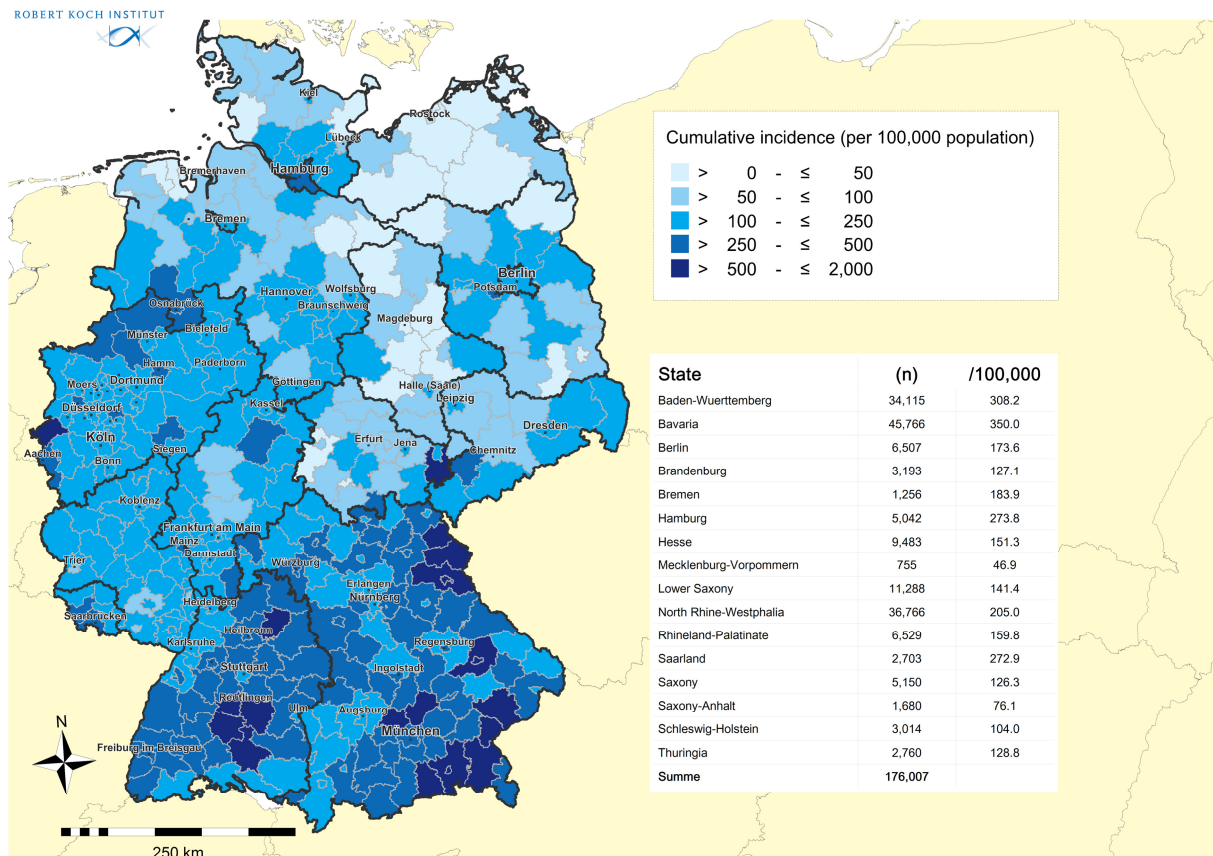 ROBERT KOCH INSTITUT
Kiel
Rostock
Lübeck
Hamburg
Bremerhaven
Bremen
Berlin
Potsdam
Hannover
Wolfsburg
Braunschweig
Osnabrück
Magdeburg
Münster
Bielefeld
Hamm
Paderborn
Moers
Dortmund
Göttingen
Halle (Saale)
Leipzig
Düsseldorf
Kassel
Dresden
Köln
Erfurt
Jena
Chemnitz
Aachen
Siegen
Bonn
Koblenz
Frankfurt am Main
Mainz
Darmstadt
Trier
Würzburg
Erlangen
Nürnberg
Heidelberg
Saarbrücken
Heilbronn
Karlsruhe
Regensburg
Stuttgart
Ingolstadt
Reutlingen
Ulm
Augsburg
München
Freiburg im Breisgau
N
250 km
Cumulative incidence (per 100,000 population)
> 0 - ≤ 50
> 50 - ≤ 100
> 100 - ≤ 250
> 250 - ≤ 500
> 500 - ≤ 2,000
State (n) /100,000
Baden-Wuerttemberg 34,115 308.2
Bavaria 45,766 350.0
Berlin 6,507 173.6
Brandenburg 3,193 127.1
Bremen 1,256 183.9
Hamburg 5,042 273.8
Hesse 9,483 151.3
Mecklenburg-Vorpommern 755 46.9
Lower Saxony 11,288 141.4
North Rhine-Westphalia 36,766 205.0
Rhineland-Palatinate 6,529 159.8
Saarland 2,703 272.9
Saxony 5,150 126.3
Saxony-Anhalt 1,680 76.1
Schleswig-Holstein 3,014 104.0
Thuringia 2,760 128.8
Summe 176,007